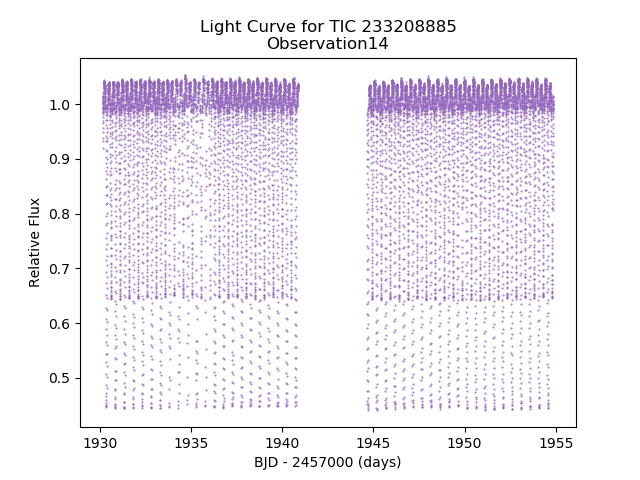 Light Curve for TIC 233208885
Observation14
Relative Flux
1.0
0.9
0.8
0.7
0.6
0.5
1930 1935 1940 1945 1950 1955
BJD - 2457000 (days)